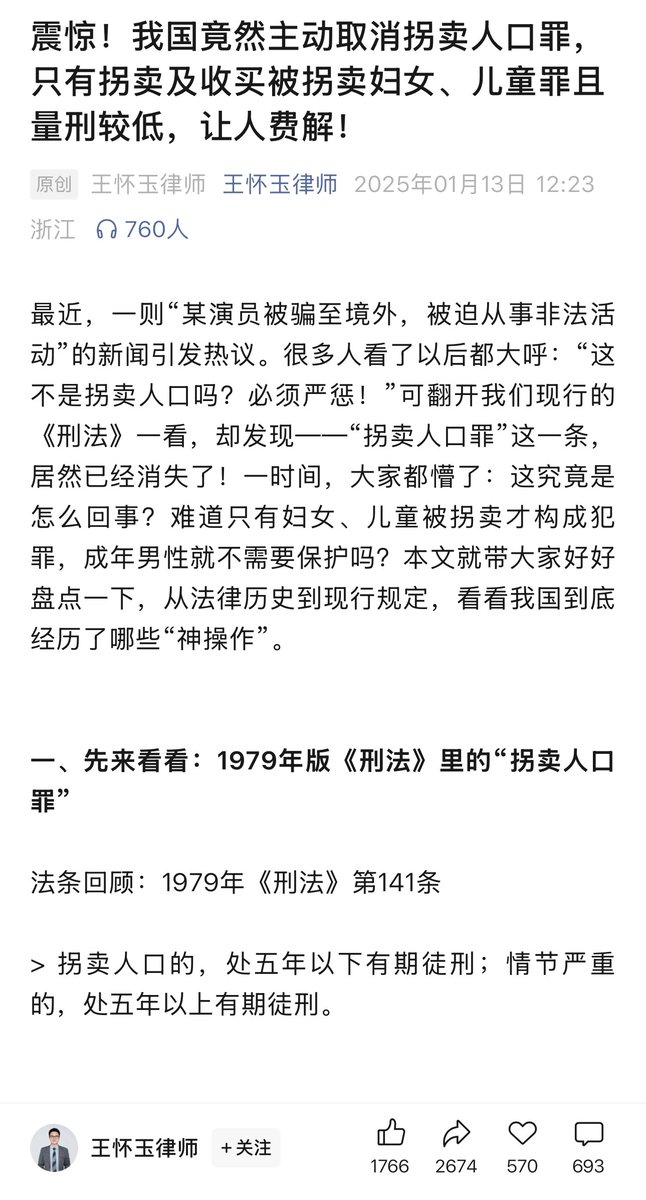 震惊！我国竟然主动取消拐卖人口罪，
只有拐卖及收买被拐卖妇女、儿童罪且
量刑较低，让人费解！
原创 王怀玉律师 王怀玉律师 2025年01月13日 12:23
浙江 760人
最近，一则“某演员被骗至境外，被迫从事非法活
动”的新闻引发热议。很多人看了以后都大呼：“这
不是拐卖人口吗？必须严惩！”可翻开我们现行的
《刑法》一看，却发现——“拐卖人口罪”这一条，
居然已经消失了！一时间，大家都懵了：这究竟是
怎么回事？难道只有妇女、儿童被拐卖才构成犯
罪，成年男性就不需要保护吗？本文就带大家好好
盘点一下，从法律历史到现行规定，看看我国到底
经历了哪些“神操作”。
一、先来看看：1979年版《刑法》里的“拐卖人口
罪”
法条回顾：1979年《刑法》第141条
> 拐卖人口的，处五年以下有期徒刑；情节严重
的，处五年以上有期徒刑。
王怀玉律师 +关注 1766 2674 570 693